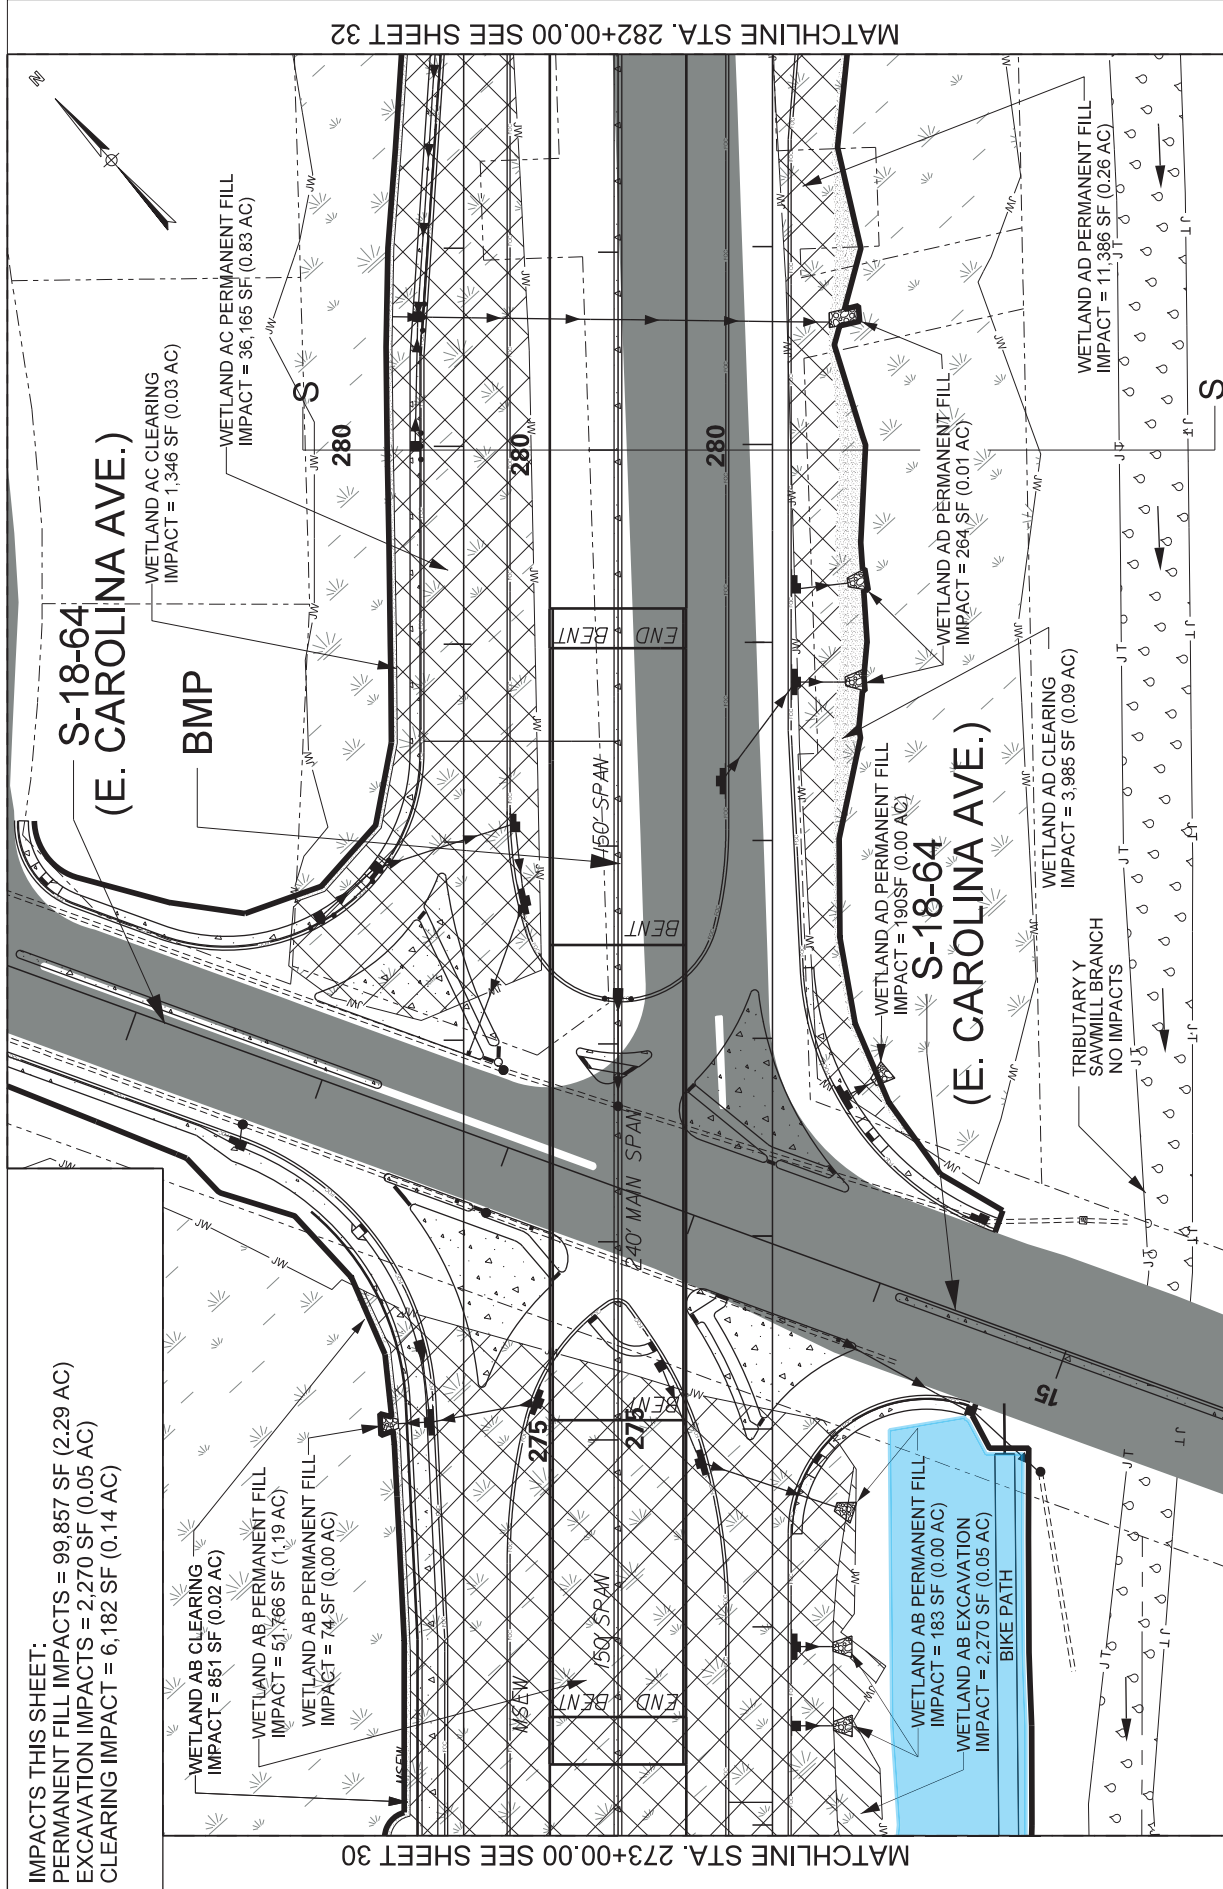 MATCHLINE STA. 282+00.00 SEE SHEET 32
N
S-18-64
(E. CAROLINA AVE.)
BMP
WETLAND AC CLEARING
IMPACT = 1,346 SF (0.03 AC)
WETLAND AC PERMANENT FILL
IMPACT = 36,165 SF (0.83 AC)
S
280
280
280
END
BENT
150' SPAN
BENT
240' MAIN SPAN
WETLAND AD PERMANENT FILL
IMPACT = 11,386 SF (0.26 AC)
WETLAND AD PERMANENT FILL
IMPACT = 264 SF (0.01 AC)
WETLAND AD CLEARING
IMPACT = 3,985 SF (0.09 AC)
WETLAND AD PERMANENT FILL
IMPACT = 190SF (0.00 AC)
S-18-64
(E. CAROLINA AVE.)
TRIBUTARY Y
SAWMILL BRANCH
NO IMPACTS
S
JW
JT
IMPACTS THIS SHEET:
PERMANENT FILL IMPACTS = 99,857 SF (2.29 AC)
EXCAVATION IMPACTS = 2,270 SF (0.05 AC)
CLEARING IMPACT = 6,182 SF (0.14 AC)
WETLAND AB CLEARING
IMPACT = 851 SF (0.02 AC)
WETLAND AB PERMANENT FILL
IMPACT = 51,766 SF (1.19 AC)
WETLAND AB PERMANENT FILL
IMPACT = 74 SF (0.00 AC)
275
275
BENT
150' SPAN
END
BENT
MSEW
MSEW
15
WETLAND AB PERMANENT FILL
IMPACT = 183 SF (0.00 AC)
WETLAND AB EXCAVATION
IMPACT = 2,270 SF (0.05 AC)
BIKE PATH
MATCHLINE STA. 273+00.00 SEE SHEET 30